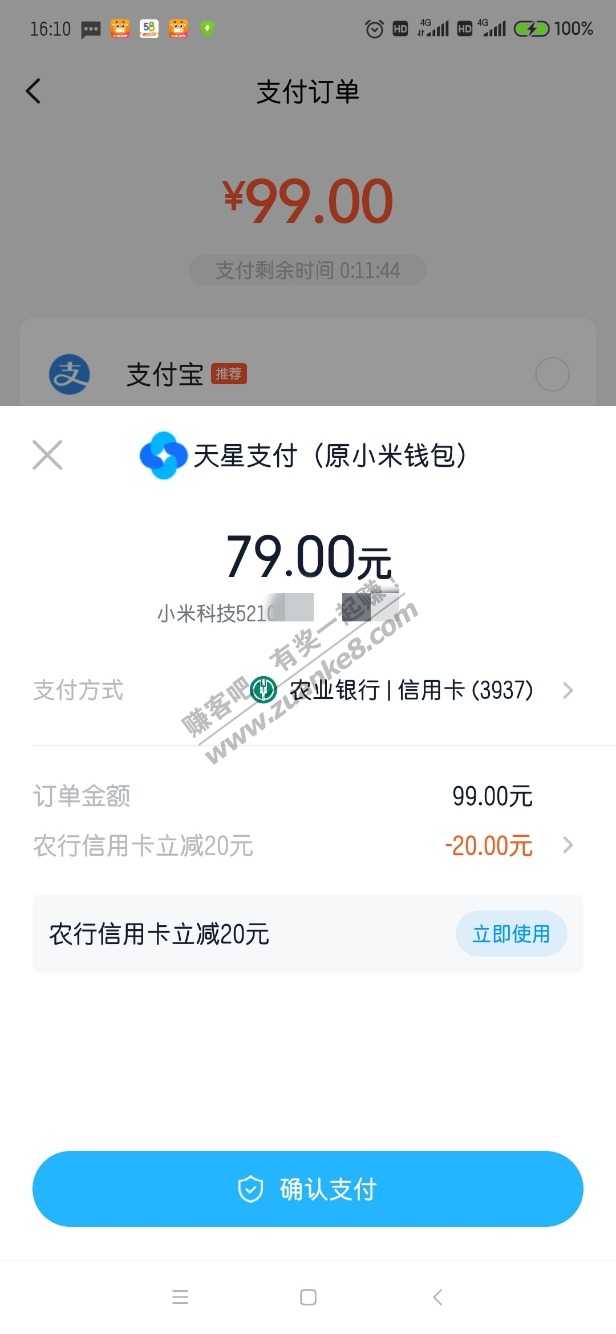 16:10 58 HD 4G HD 4G 100%
支付订单
¥99.00
支付剩余时间 0:11:44
支付宝 推荐
天星支付（原小米钱包）
79.00元
小米科技5210
支付方式 农业银行 | 信用卡 (3937)
订单金额 99.00元
农行信用卡立减20元 -20.00元
农行信用卡立减20元 立即使用
确认支付
赚客吧，有奖一起赚！
www.zuanke8.com